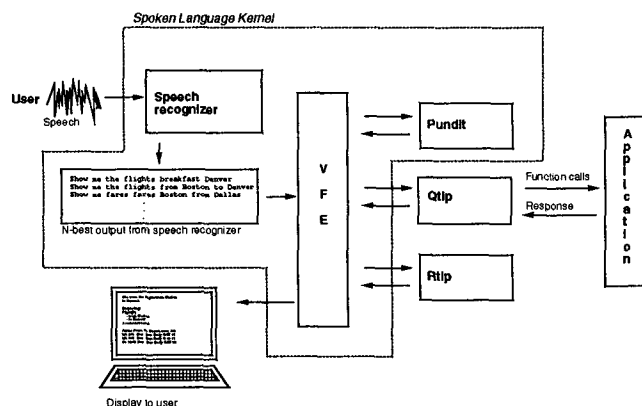 Spoken Language Kernel
User
Speech
Speech
recognizer
Show me the flights breakfast Denver
Show me the flights from Boston to Denver
Show me fares fares Boston from Dallas
N-best output from speech recognizer
V
F
E
Pundit
Qtip
Rtip
Function calls
Response
Application
Display to user